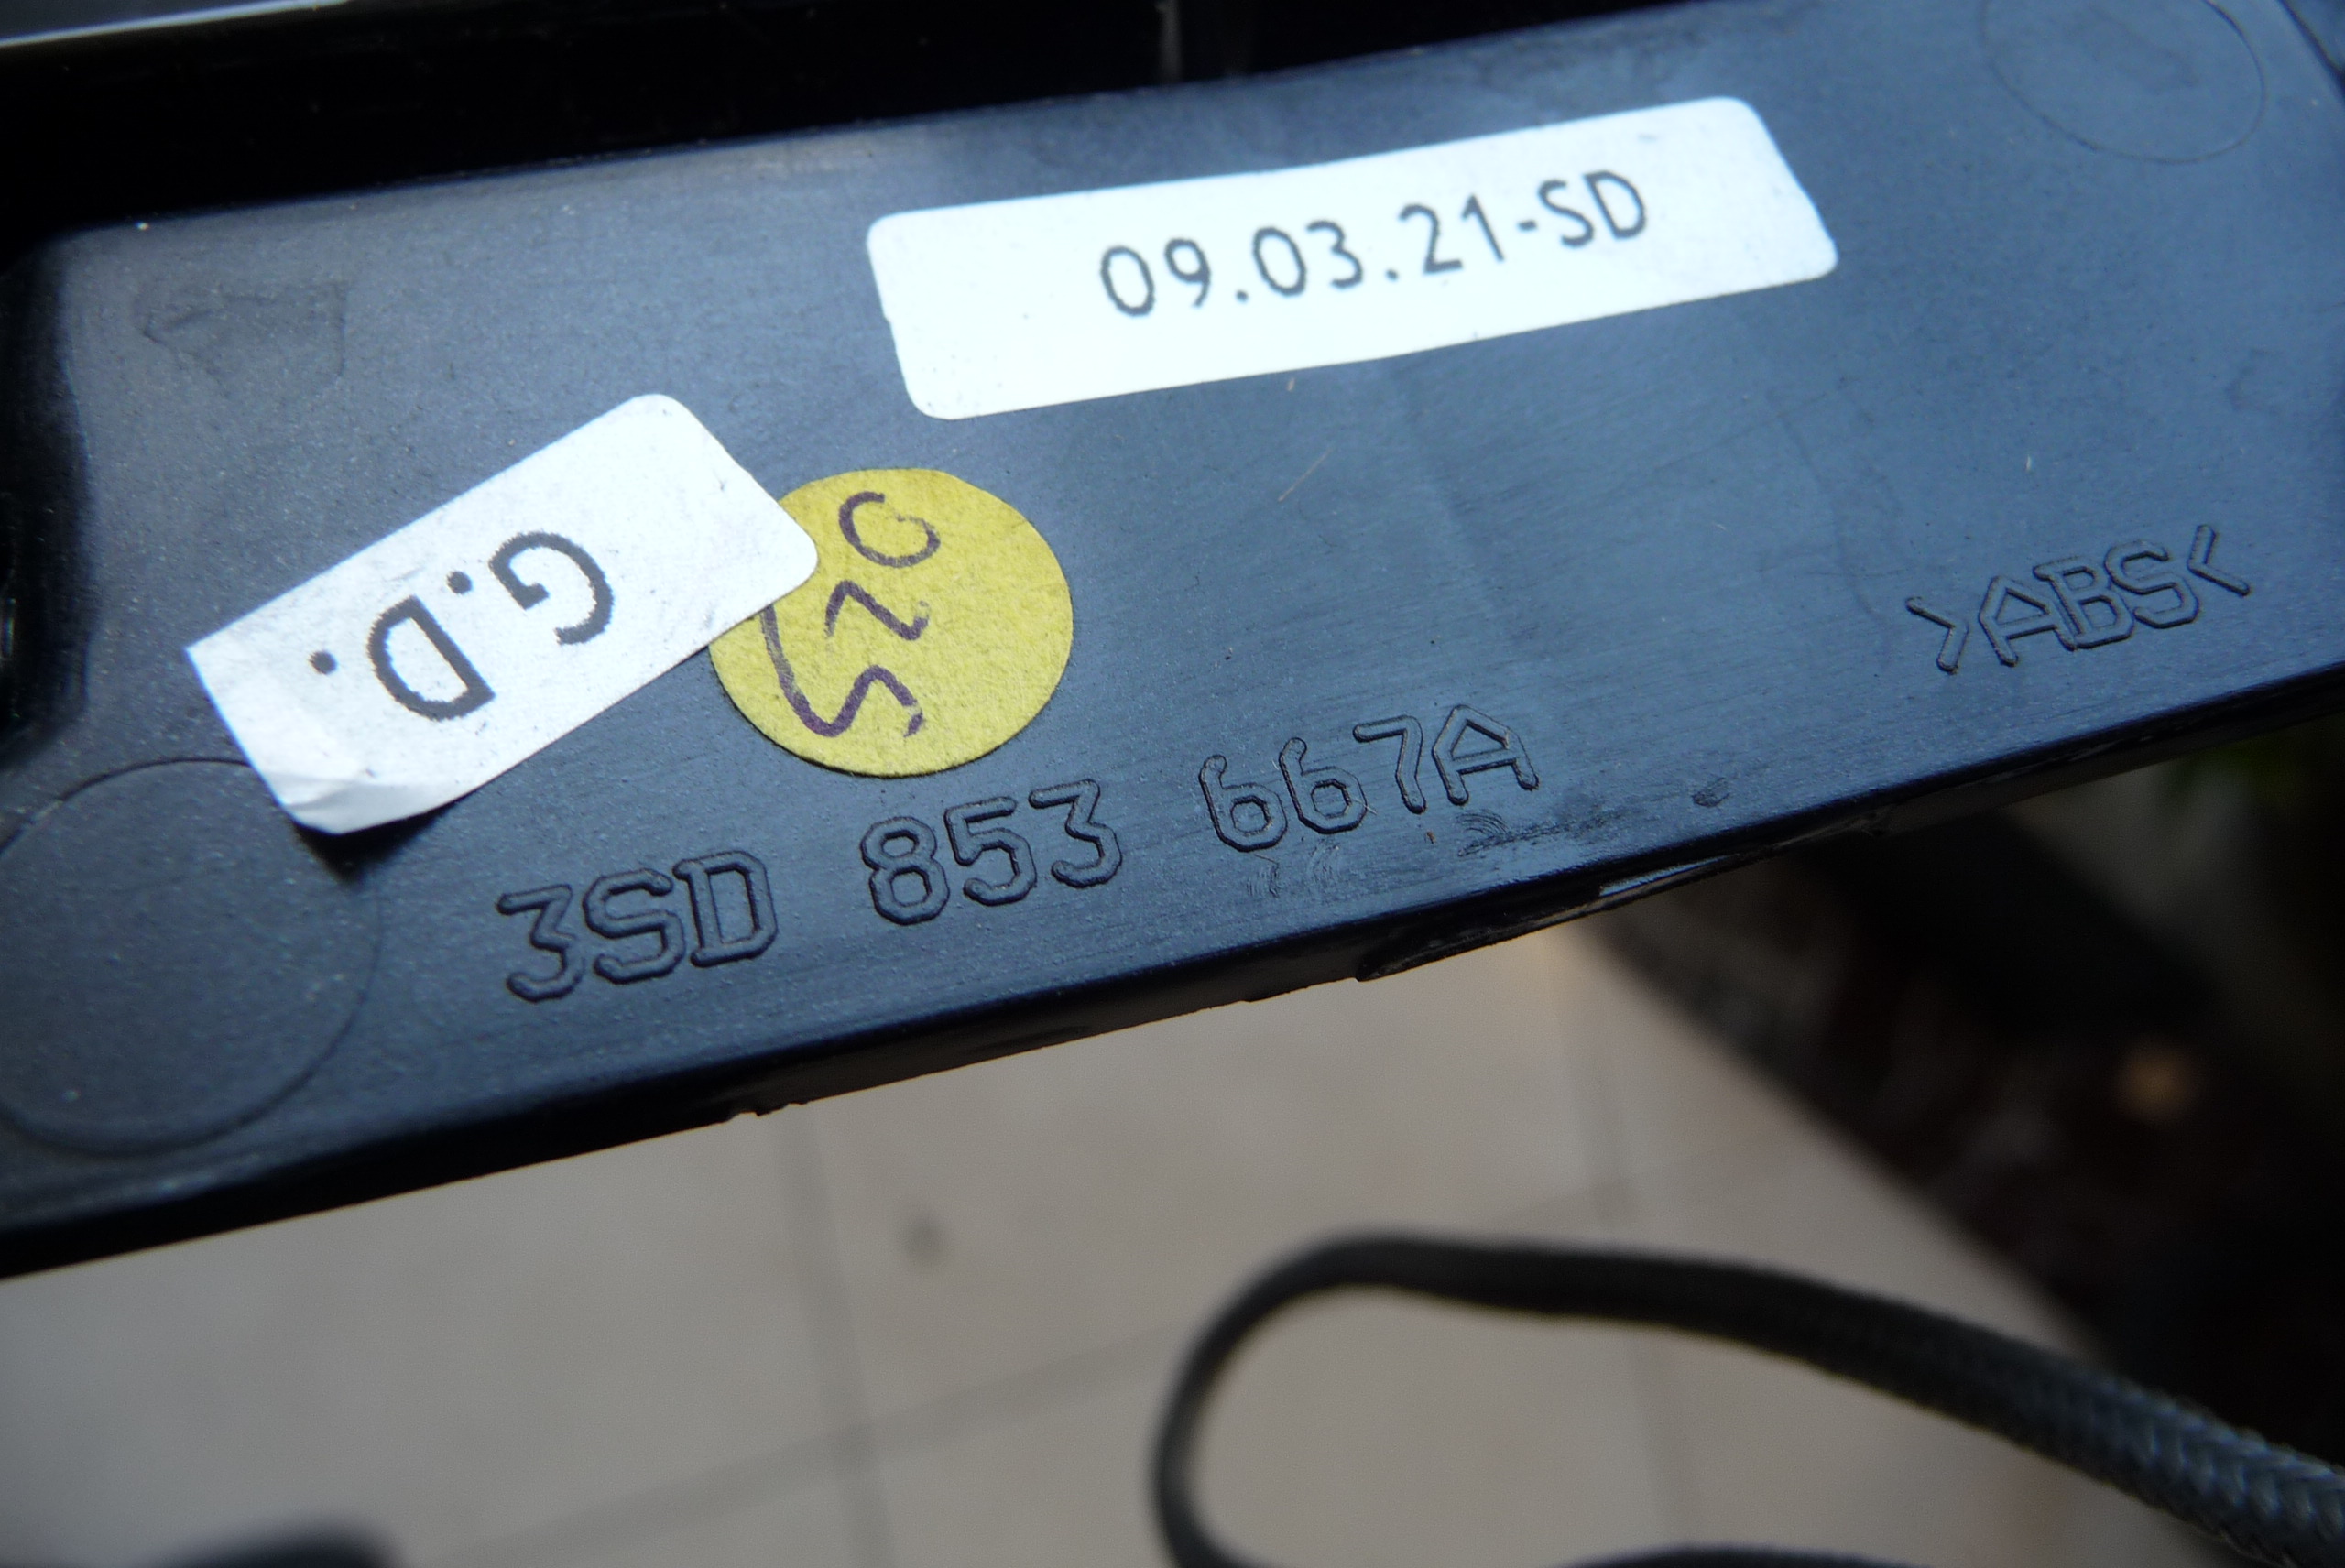 09.03.21-SD
G.D.
>ABS<
3SD 853 667A